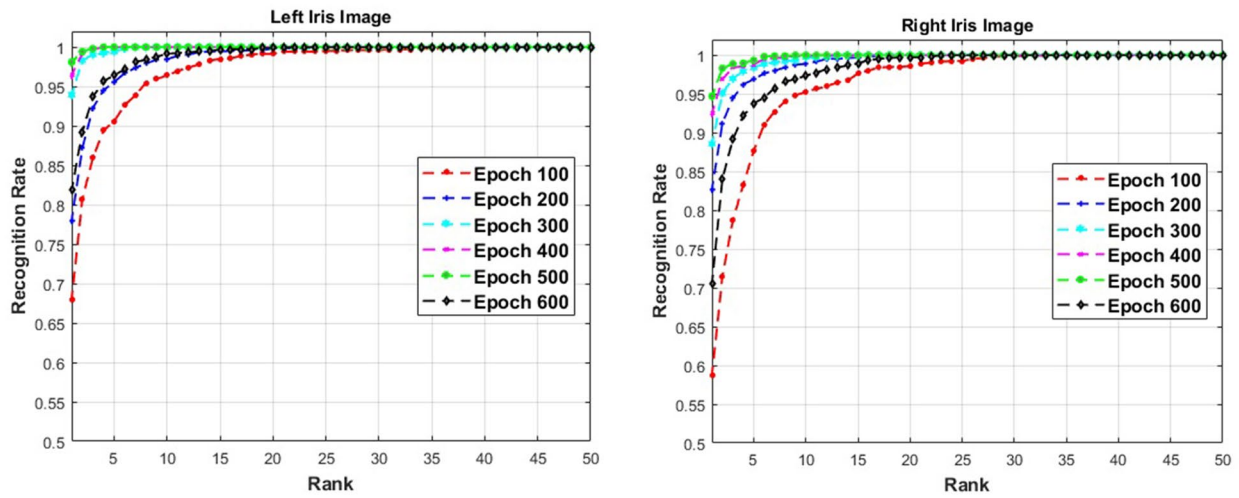 Left Iris Image
1
0.95
0.9
0.85
0.8
0.75
0.7
0.65
0.6
0.55
0.5
Recognition Rate
5 10 15 20 25 30 35 40 45 50
Rank
Epoch 100
Epoch 200
Epoch 300
Epoch 400
Epoch 500
Epoch 600
Right Iris Image
1
0.95
0.9
0.85
0.8
0.75
0.7
0.65
0.6
0.55
0.5
Recognition Rate
5 10 15 20 25 30 35 40 45 50
Rank
Epoch 100
Epoch 200
Epoch 300
Epoch 400
Epoch 500
Epoch 600